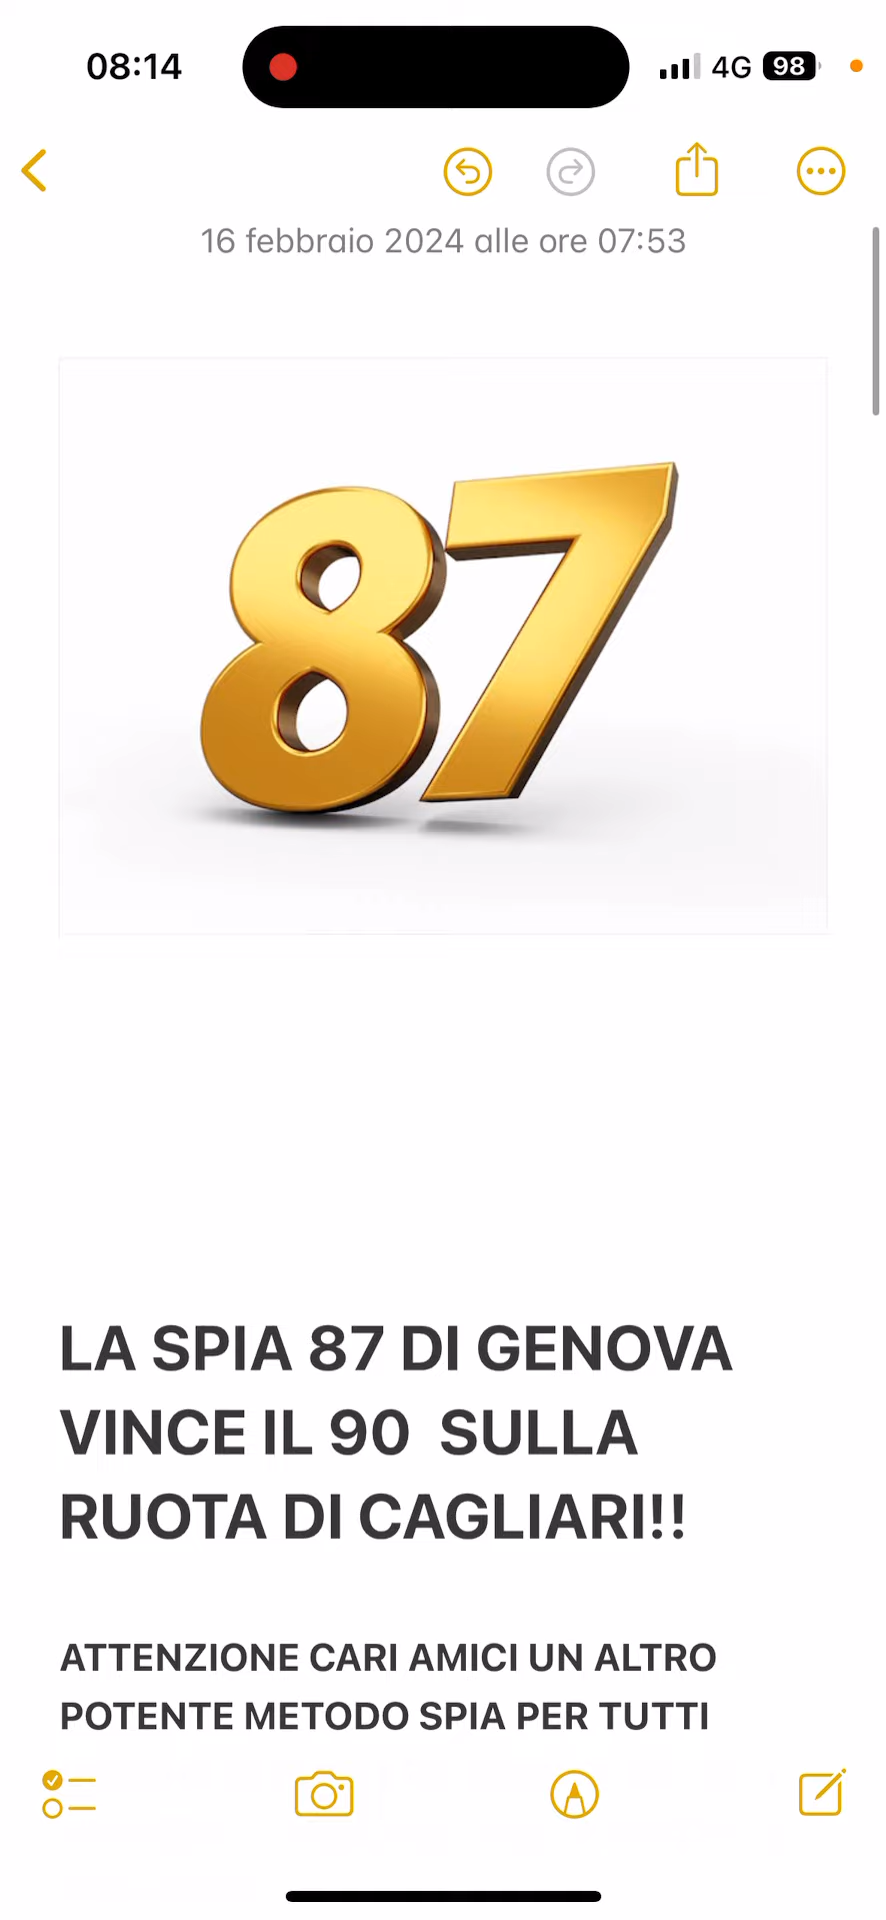 08:14
4G 98
16 febbraio 2024 alle ore 07:53
87
LA SPIA 87 DI GENOVA
VINCE IL 90  SULLA
RUOTA DI CAGLIARI!!
ATTENZIONE CARI AMICI UN ALTRO
POTENTE METODO SPIA PER TUTTI